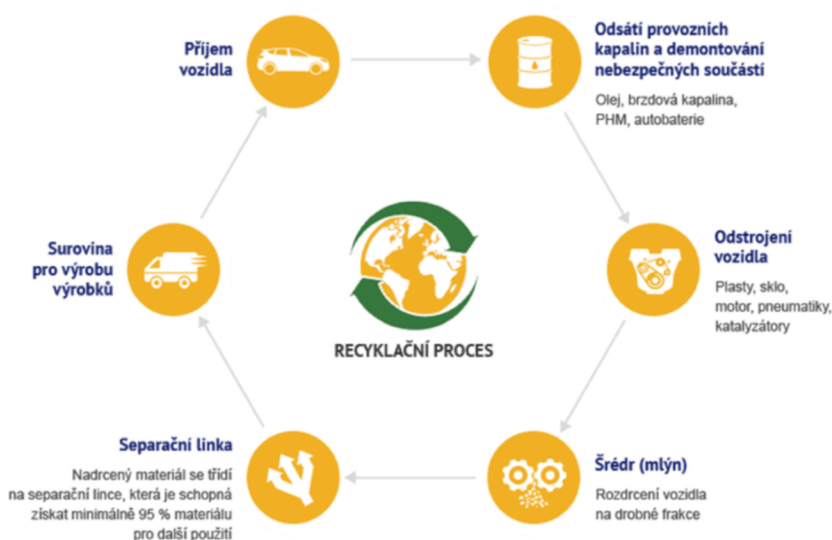 Příjem
vozidla
Odsátí provozních
kapalin a demontování
nebezpečných součástí
Olej, brzdová kapalina,
PHM, autobaterie
Odstrojení
vozidla
Plasty, sklo,
motor, pneumatiky,
katalyzátory
Šrédr (mlýn)
Rozdrcení vozidla
na drobné frakce
Separační linka
Nadrcený materiál se třídí
na separační lince, která je schopná
získat minimálně 95 % materiálu
pro další použití
Surovina
pro výrobu
výrobků
RECYKLAČNÍ PROCES